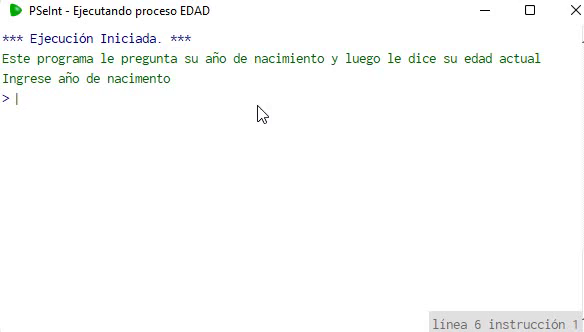 PSeInt - Ejecutando proceso EDAD
*** Ejecución Iniciada. ***
Este programa le pregunta su año de nacimiento y luego le dice su edad actual
Ingrese año de nacimento
>
línea 6 instrucción 1